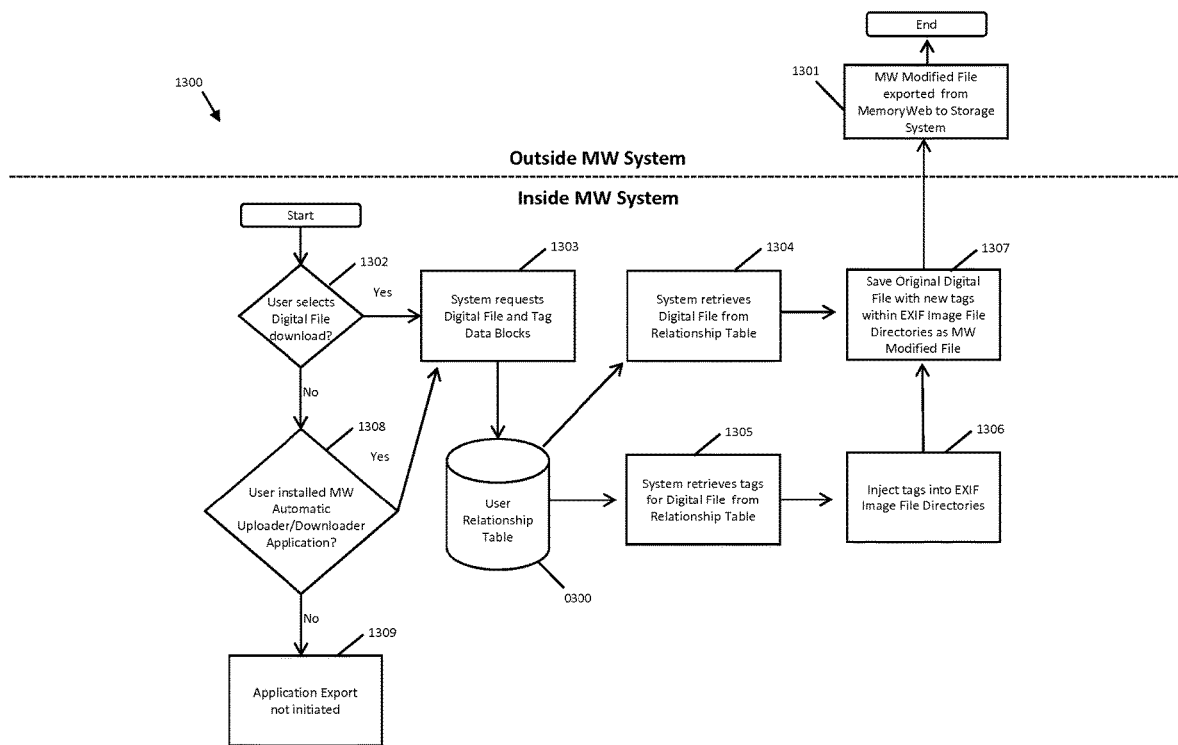 End
1301
MW Modified File
exported from
MemoryWeb to Storage
System
1300
Outside MW System
Inside MW System
Start
1302
User selects
Digital File
download?
Yes
1303
System requests
Digital File and Tag
Data Blocks
1304
System retrieves
Digital File from
Relationship Table
1307
Save Original Digital
File with new tags
within EXIF Image File
Directories as MW
Modified File
No
1308
Yes
User installed MW
Automatic
Uploader/Downloader
Application?
User
Relationship
Table
0300
1305
System retrieves tags
for Digital File from
Relationship Table
1306
Inject tags into EXIF
Image File Directories
No
1309
Application Export
not initiated